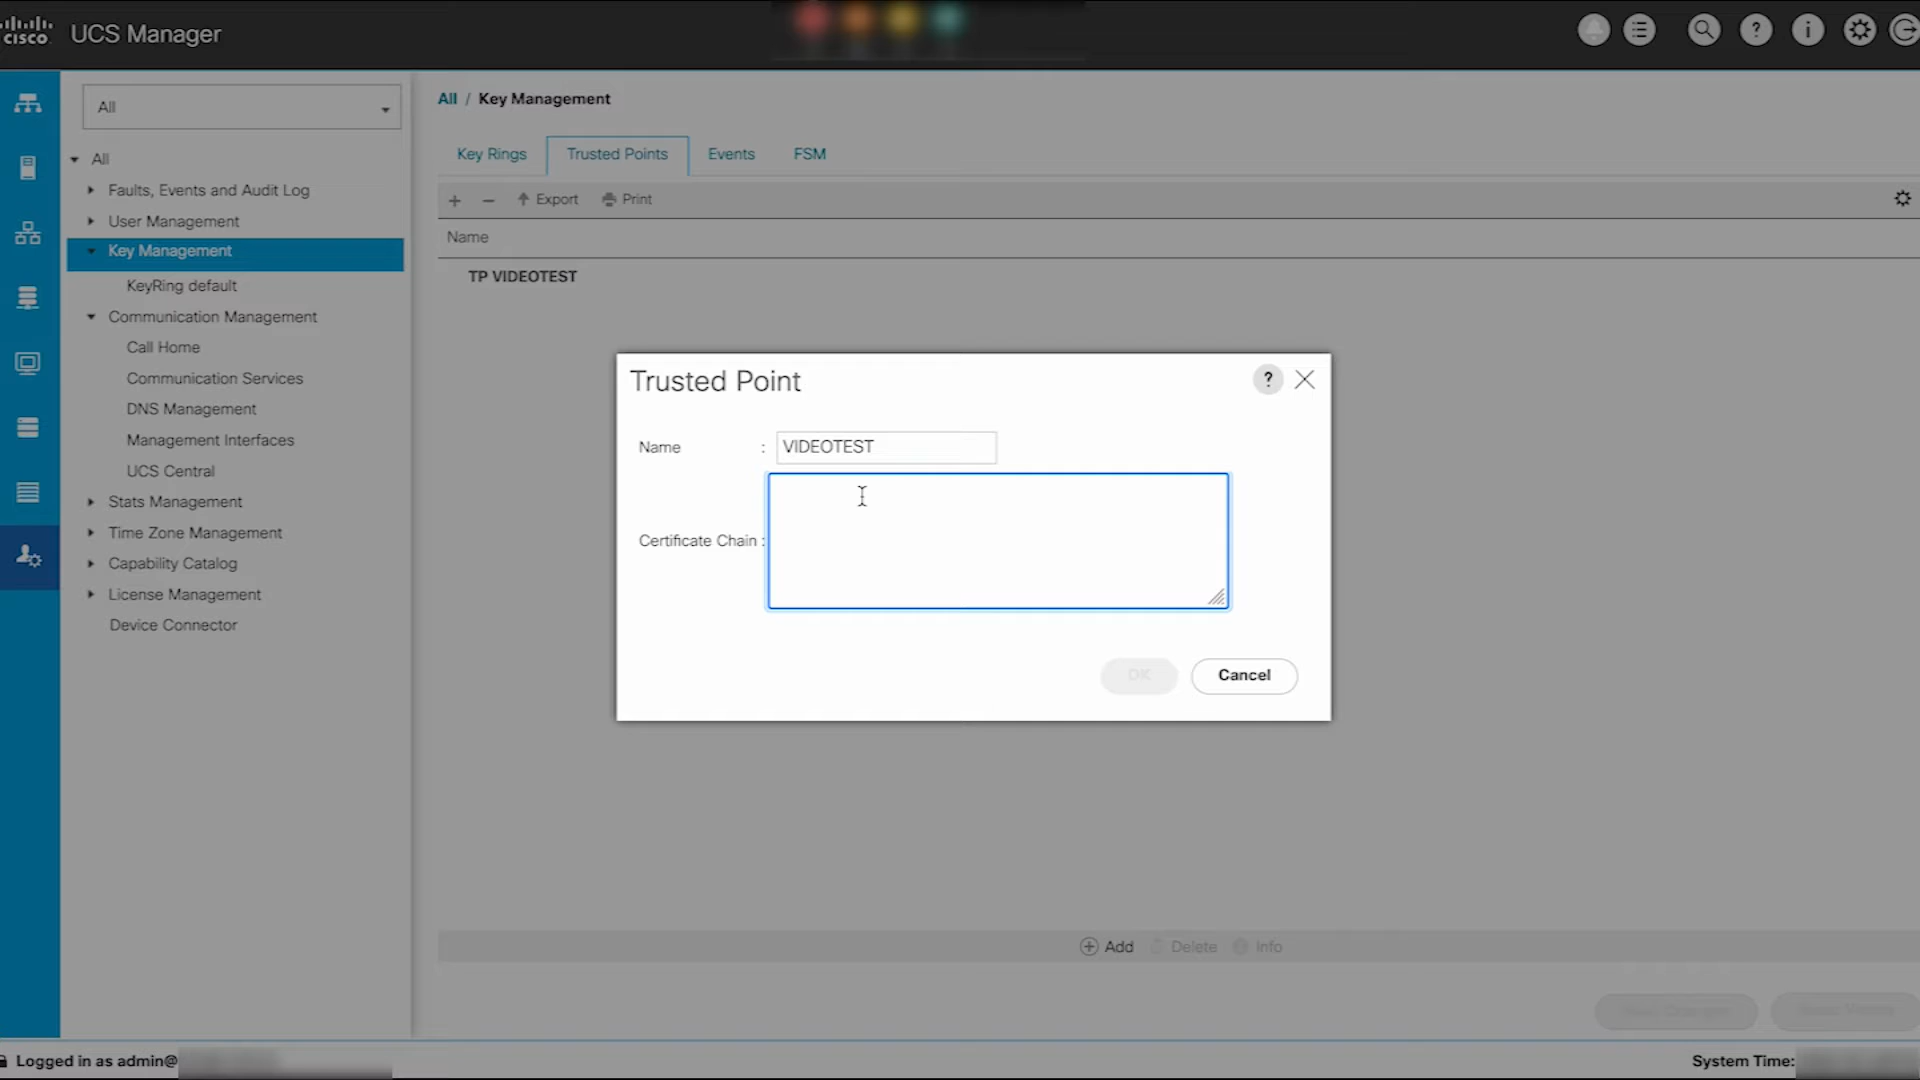 cisco UCS Manager
All
All
Faults, Events and Audit Log
User Management
Key Management
KeyRing default
Communication Management
Call Home
Communication Services
DNS Management
Management Interfaces
UCS Central
Stats Management
Time Zone Management
Capability Catalog
License Management
Device Connector
All / Key Management
Key Rings Trusted Points Events FSM
+ − Export Print
Name
TP VIDEOTEST
Trusted Point ?
Name : VIDEOTEST
Certificate Chain :
OK Cancel
Add Delete Info
Logged in as admin@
System Time: